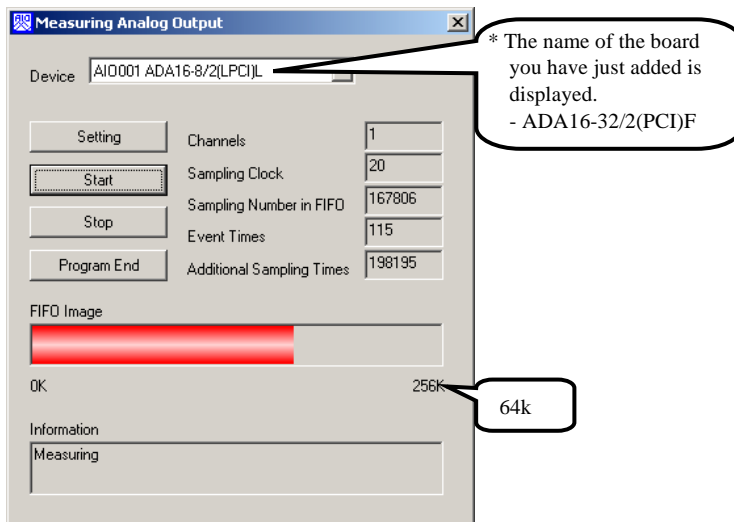 Measuring Analog Output
* The name of the board
you have just added is
displayed.
- ADA16-32/2(PCI)F
Device AIO001 ADA16-8/2(LPCI)L
Setting
Channels 1
Start
Sampling Clock 20
Sampling Number in FIFO 167806
Stop
Event Times 115
Program End
Additional Sampling Times 198195
FIFO Image
0K 256K
64k
Information
Measuring